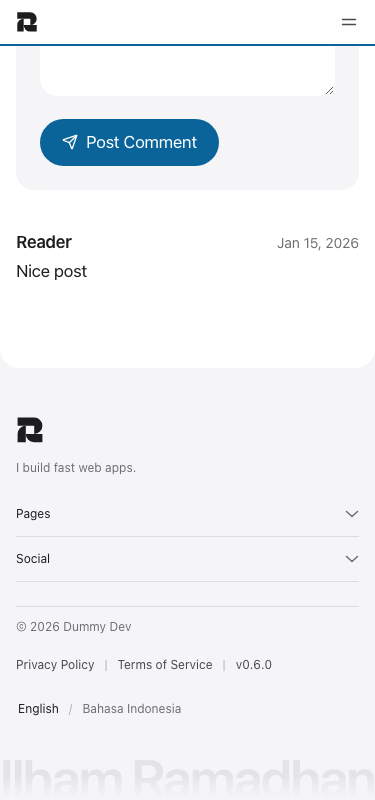 Post Comment
Reader
Jan 15, 2026
Nice post
I build fast web apps.
Pages
Social
© 2026 Dummy Dev
Privacy Policy | Terms of Service | v0.6.0
English / Bahasa Indonesia
Ilham Ramadhan